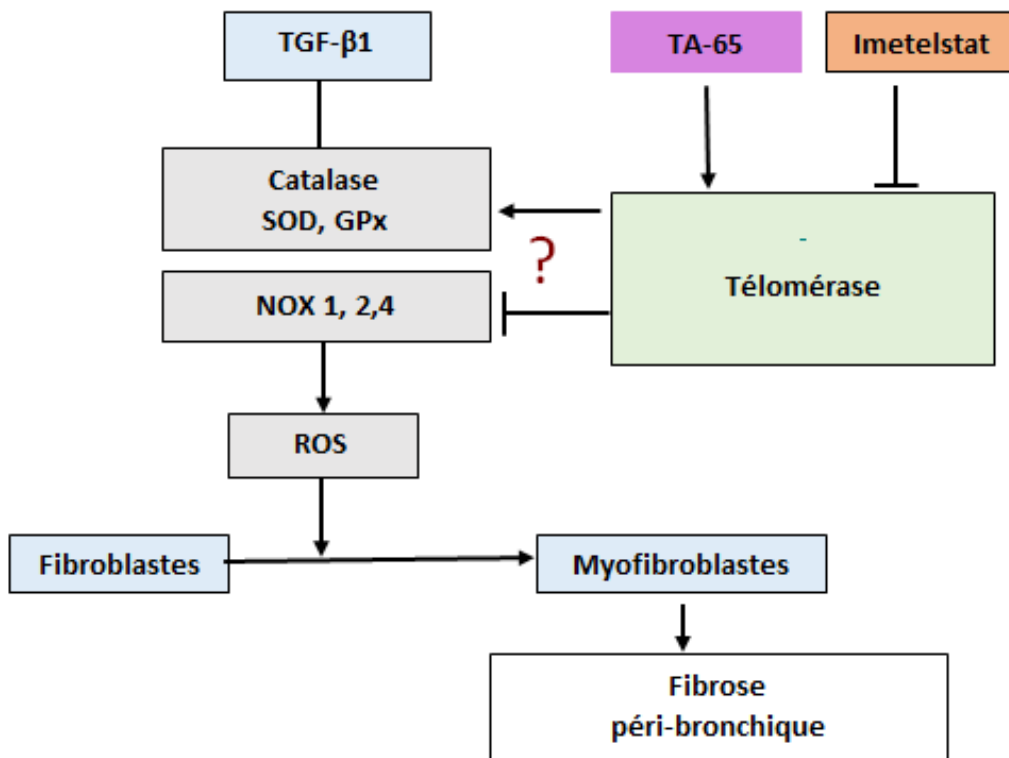 TGF-β1
TA-65
Imetelstat
Catalase
SOD, GPx
?
-
Télomérase
NOX 1, 2,4
ROS
Fibroblastes
Myofibroblastes
Fibrose
péri-bronchique